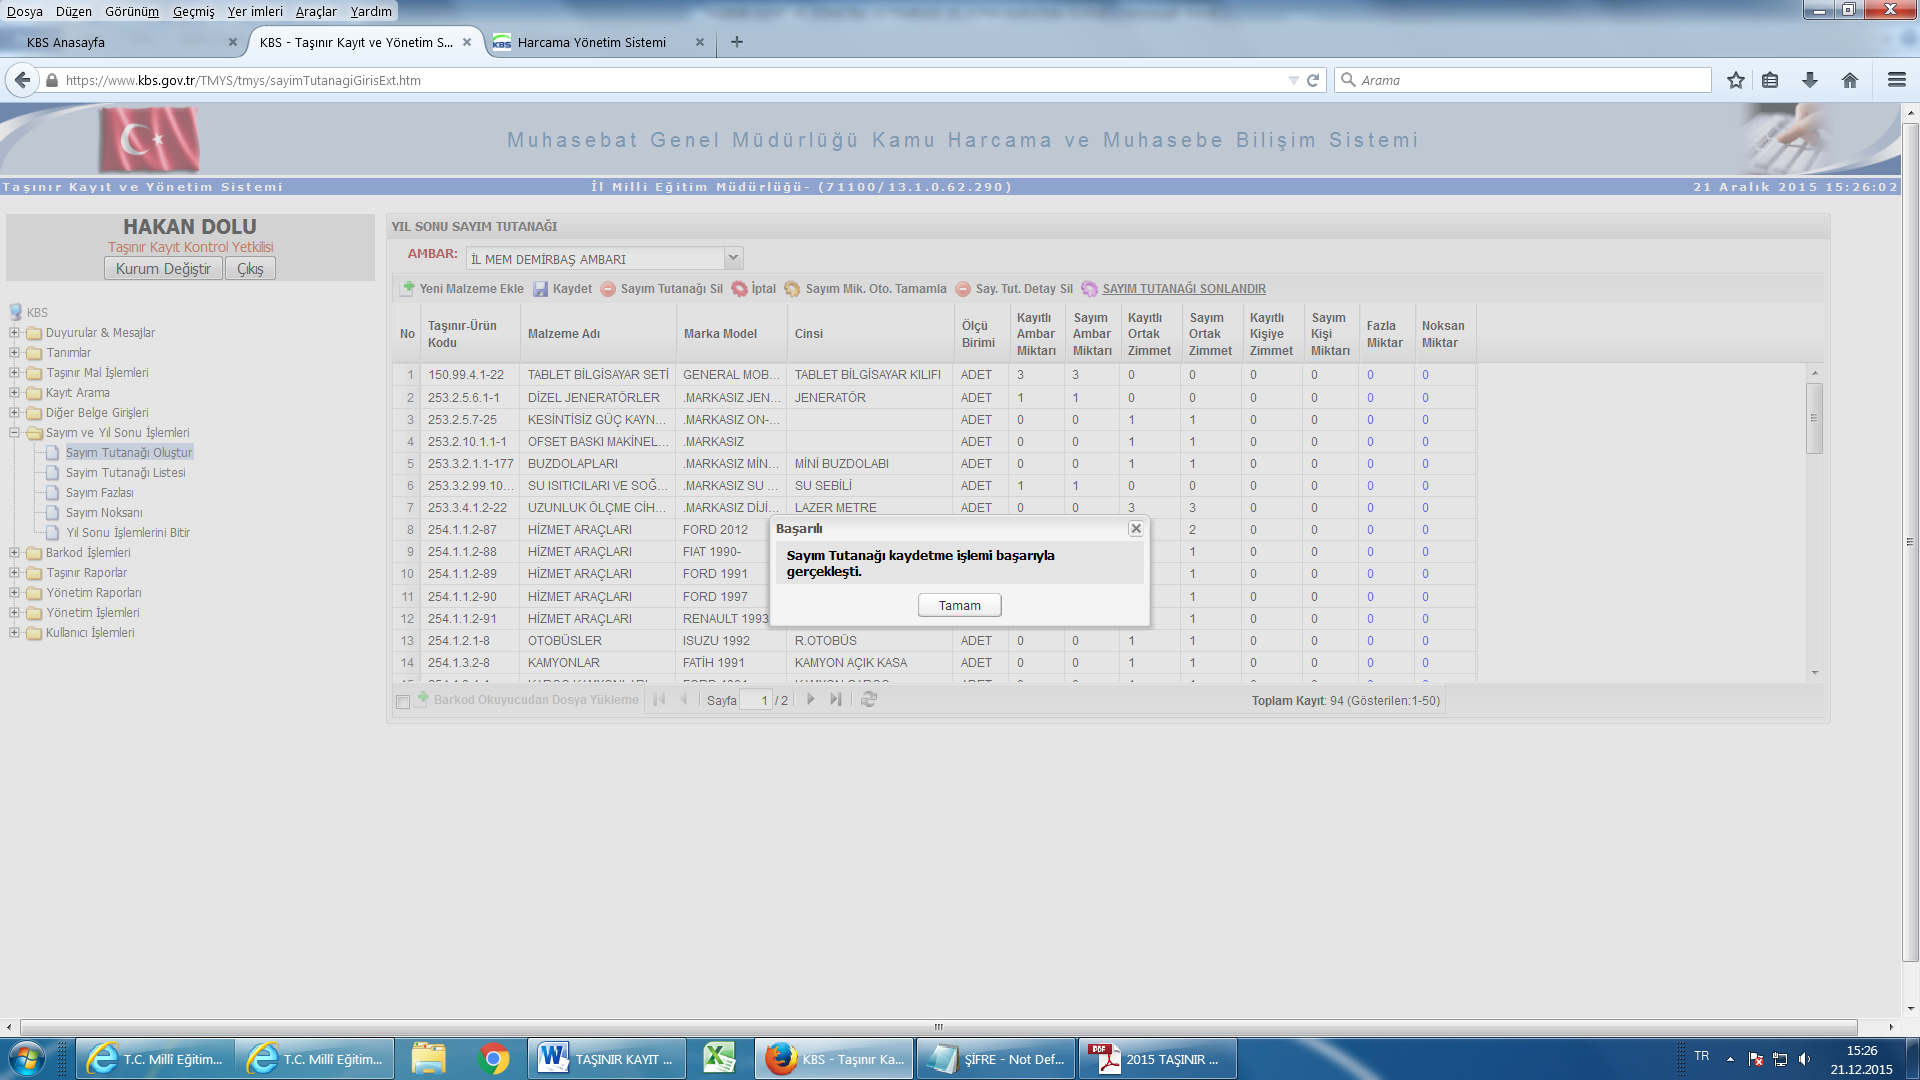 Dosya Düzen Görünüm Geçmiş Yer imleri Araçlar Yardım
KBS Anasayfa
KBS - Taşınır Kayıt ve Yönetim S...
KBS Harcama Yönetim Sistemi
https://www.kbs.gov.tr/TMYS/tmys/sayimTutanagiGirisExt.htm
Arama
Muhasebat Genel Müdürlüğü Kamu Harcama ve Muhasebe Bilişim Sistemi
Taşınır Kayıt ve Yönetim Sistemi
İl Milli Eğitim Müdürlüğü- (71100/13.1.0.62.290)
21 Aralık 2015 15:26:02
HAKAN DOLU
Taşınır Kayıt Kontrol Yetkilisi
Kurum Değiştir Çıkış
KBS
Duyurular & Mesajlar
Tanımlar
Taşınır Mal İşlemleri
Kayıt Arama
Diğer Belge Girişleri
Sayım ve Yıl Sonu İşlemleri
Sayım Tutanağı Oluştur
Sayım Tutanağı Listesi
Sayım Fazlası
Sayım Noksanı
Yıl Sonu İşlemlerini Bitir
Barkod İşlemleri
Taşınır Raporlar
Yönetim Raporları
Yönetim İşlemleri
Kullanıcı İşlemleri
YIL SONU SAYIM TUTANAĞI
AMBAR: İL MEM DEMİRBAŞ AMBARI
Yeni Malzeme Ekle Kaydet Sayım Tutanağı Sil İptal Sayım Mik. Oto. Tamamla Say. Tut. Detay Sil SAYIM TUTANAĞI SONLANDIR
No Taşınır-Ürün Kodu Malzeme Adı Marka Model Cinsi Ölçü Birimi Kayıtlı Ambar Miktarı Sayım Ambar Miktarı Kayıtlı Ortak Zimmet Sayım Ortak Zimmet Kayıtlı Kişiye Zimmet Sayım Kişi Miktarı Fazla Miktar Noksan Miktar
1 150.99.4.1-22 TABLET BİLGİSAYAR SETİ GENERAL MOB... TABLET BİLGİSAYAR KILIFI ADET 3 3 0 0 0 0 0 0
2 253.2.5.6.1-1 DİZEL JENERATÖRLER .MARKASIZ JEN... JENERATÖR ADET 1 1 0 0 0 0 0 0
3 253.2.5.7-25 KESİNTİSİZ GÜÇ KAYN... .MARKASIZ ON-... ADET 0 0 1 1 0 0 0 0
4 253.2.10.1.1-1 OFSET BASKI MAKİNEL... .MARKASIZ ADET 0 0 1 1 0 0 0 0
5 253.3.2.1.1-177 BUZDOLAPLARI .MARKASIZ MİN... MİNİ BUZDOLABI ADET 0 0 1 1 0 0 0 0
6 253.3.2.99.10... SU ISITICILARI VE SOĞ... .MARKASIZ SU ... SU SEBİLİ ADET 1 1 0 0 0 0 0 0
7 253.3.4.1.2-22 UZUNLUK ÖLÇME CİH... .MARKASIZ DİJİ... LAZER METRE ADET 0 0 3 3 0 0 0 0
8 254.1.1.2-87 HİZMET ARAÇLARI FORD 2012 2 0 0 0 0
9 254.1.1.2-88 HİZMET ARAÇLARI FIAT 1990- 1 0 0 0 0
10 254.1.1.2-89 HİZMET ARAÇLARI FORD 1991 1 0 0 0 0
11 254.1.1.2-90 HİZMET ARAÇLARI FORD 1997 1 0 0 0 0
12 254.1.1.2-91 HİZMET ARAÇLARI RENAULT 1993 1 0 0 0 0
13 254.1.2.1-8 OTOBÜSLER ISUZU 1992 R.OTOBÜS ADET 0 0 1 1 0 0 0 0
14 254.1.3.2-8 KAMYONLAR FATİH 1991 KAMYON AÇIK KASA ADET 0 0 1 1 0 0 0 0
Başarılı
Sayım Tutanağı kaydetme işlemi başarıyla
gerçekleşti.
Tamam
Barkod Okuyucudan Dosya Yükleme Sayfa 1 / 2 Toplam Kayıt: 94 (Gösterilen:1-50)
T.C. Millî Eğitim... T.C. Millî Eğitim... TAŞINIR KAYIT ... KBS - Taşınır Ka... ŞİFRE - Not Def... 2015 TAŞINIR ...
TR
15:26
21.12.2015